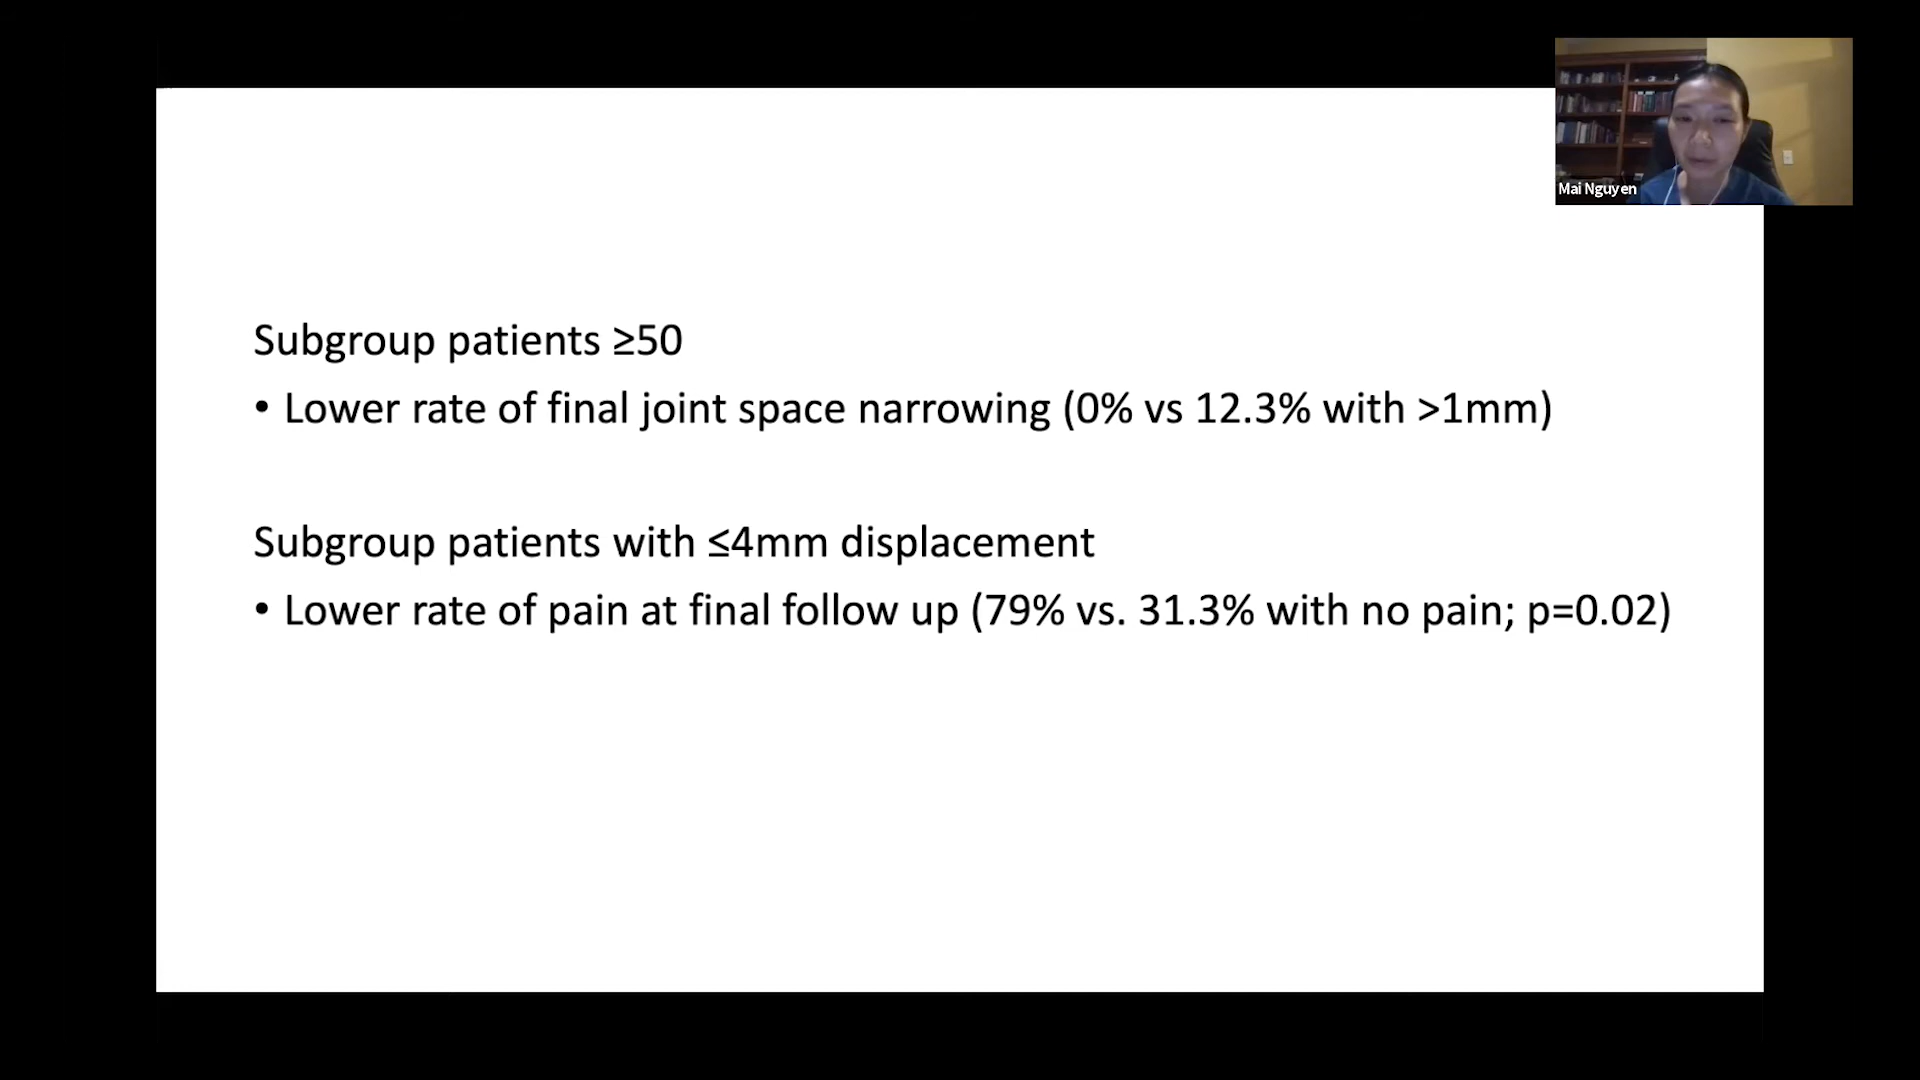 Mai Nguyen
Subgroup patients ≥50
• Lower rate of final joint space narrowing (0% vs 12.3% with >1mm)
Subgroup patients with ≤4mm displacement
• Lower rate of pain at final follow up (79% vs. 31.3% with no pain; p=0.02)